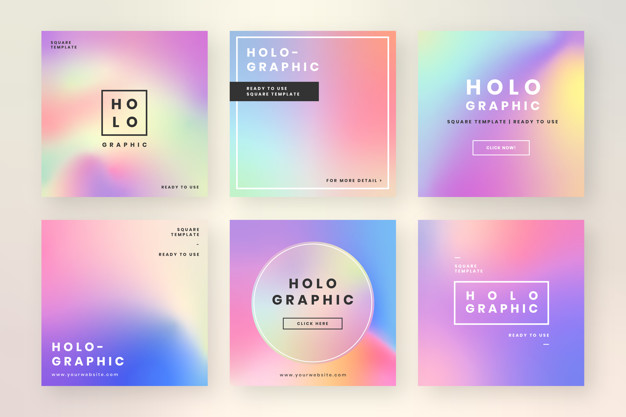 SQUARE
TEMPLATE
HO
LO
GRAPHIC
READY TO USE
HOLO-
GRAPHIC
READY TO USE
SQUARE TEMPLATE
FOR MORE DETAIL >
HOLO
GRAPHIC
SQUARE TEMPLATE | READY TO USE
CLICK NOW!
SQUARE
TEMPLATE
–
READY TO USE
HOLO-
GRAPHIC
www.yourwebsite.com
HOLO
GRAPHIC
CLICK HERE
www.yourwebsite.com
—
SQUARE
TEMPLATE
HOLO
GRAPHIC
READY TO USE
—